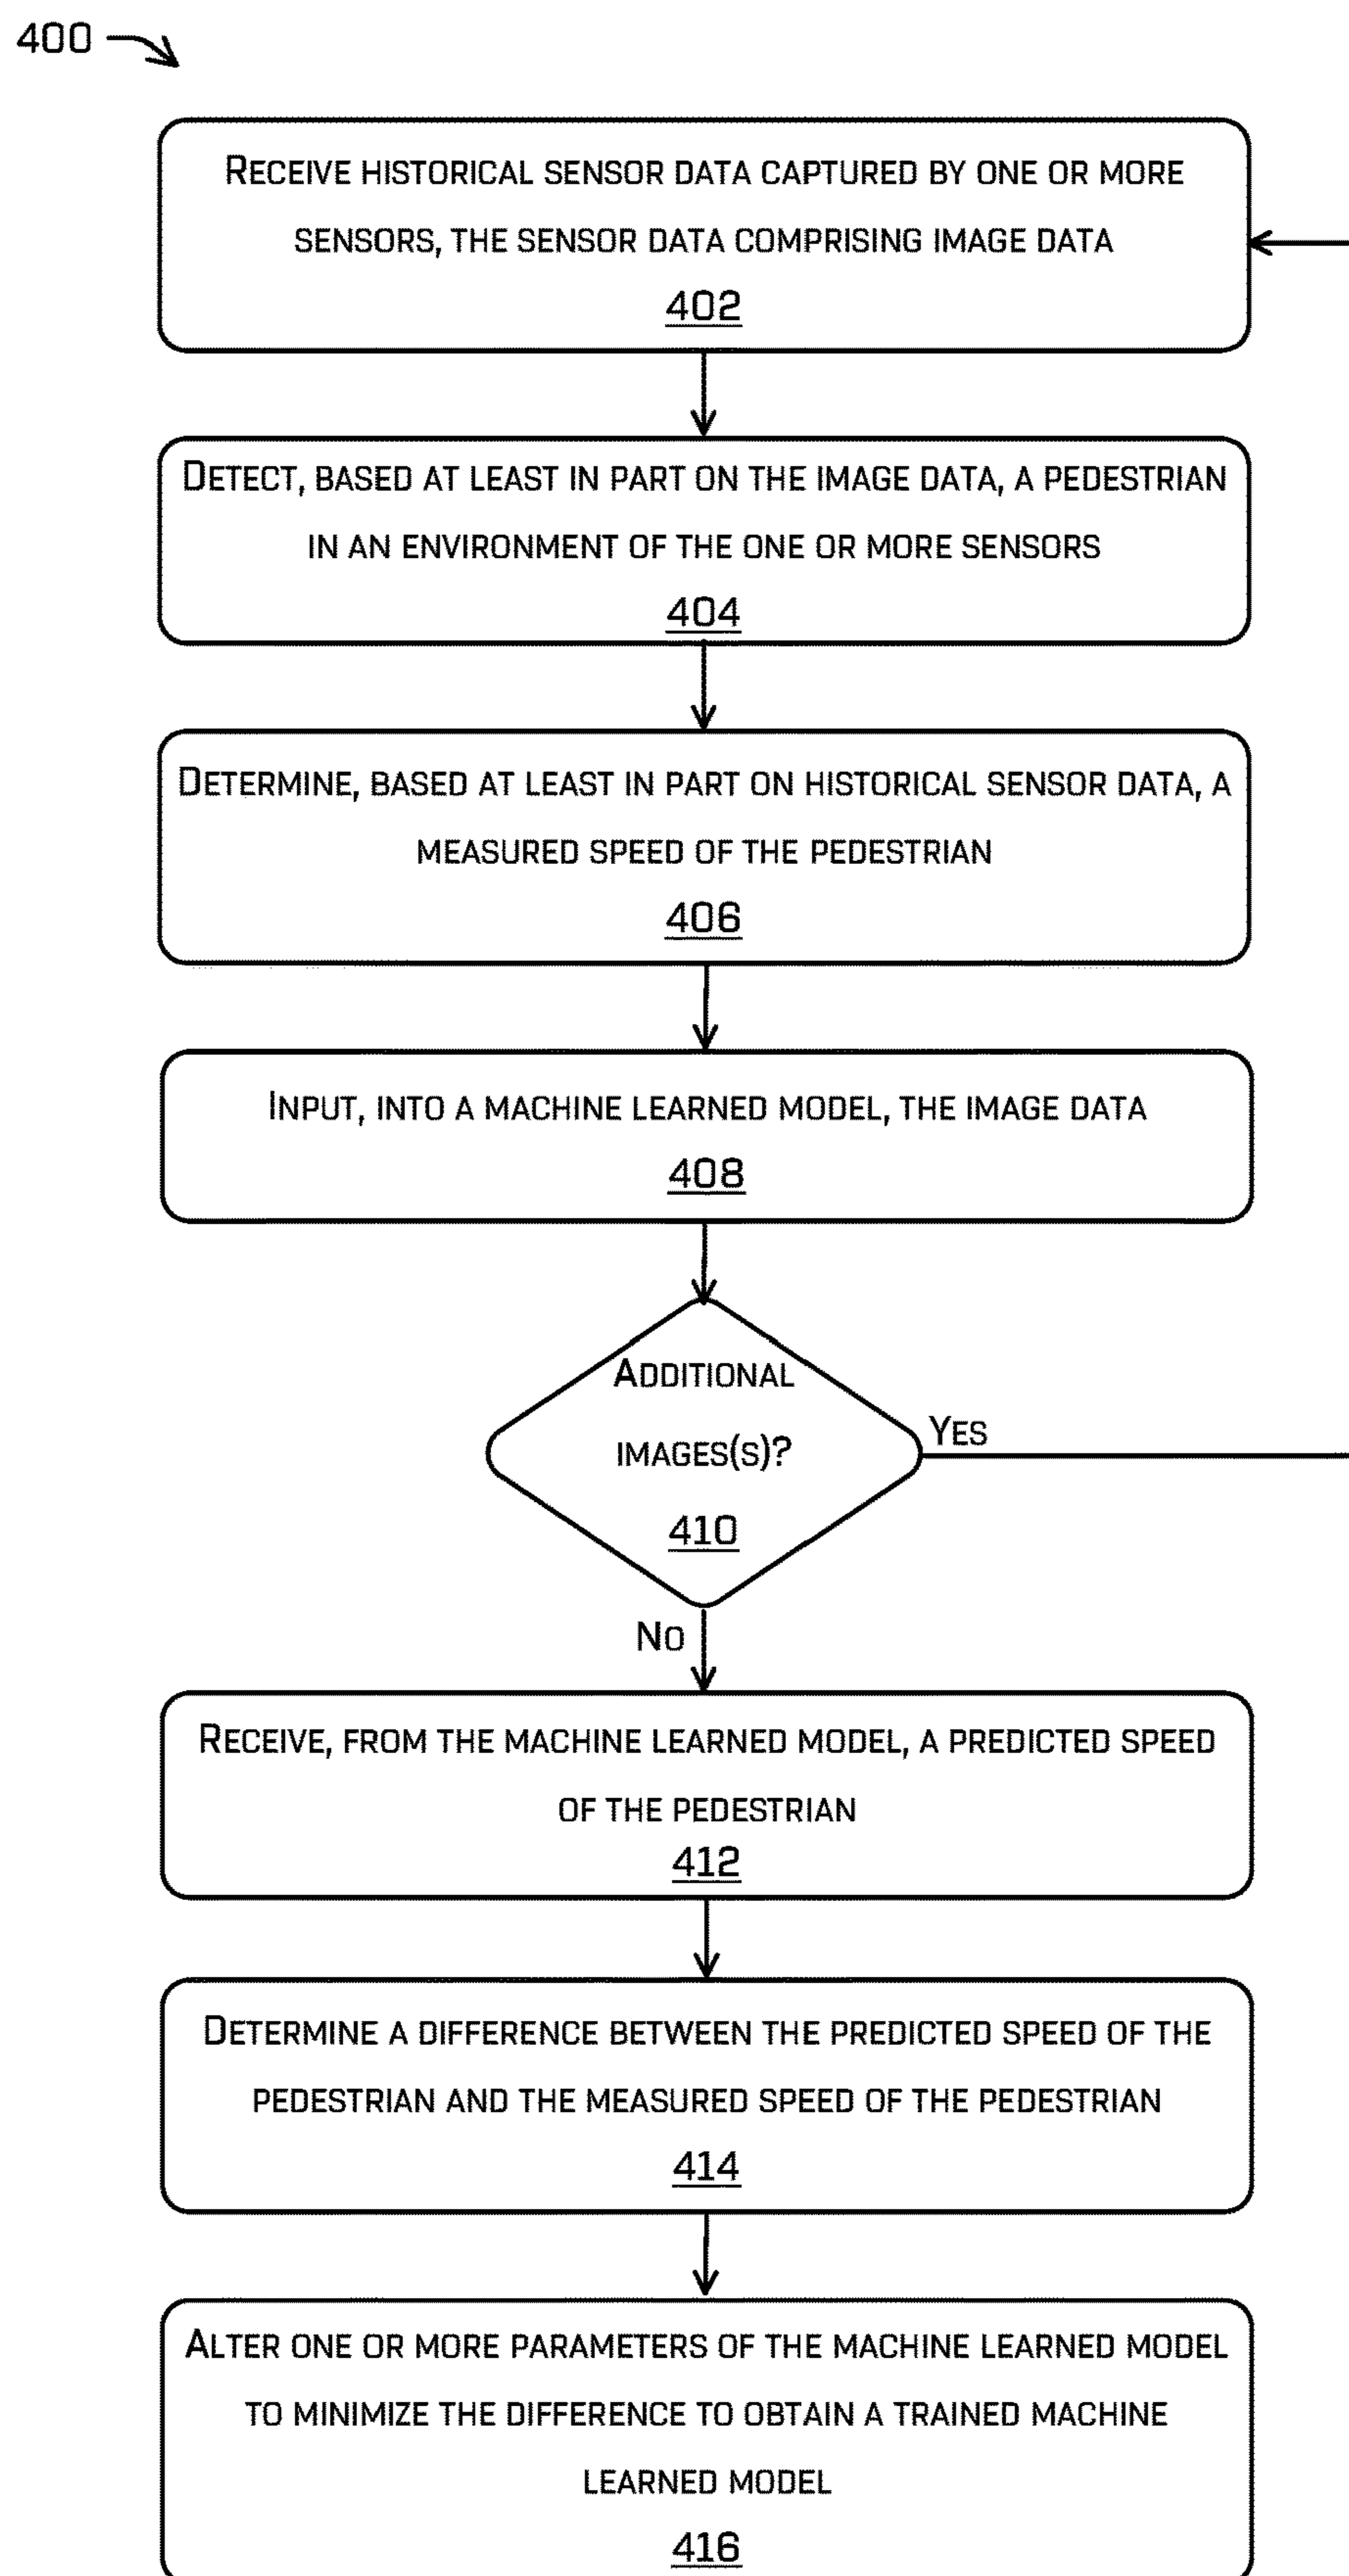 400
RECEIVE HISTORICAL SENSOR DATA CAPTURED BY ONE OR MORE
SENSORS, THE SENSOR DATA COMPRISING IMAGE DATA
402
DETECT, BASED AT LEAST IN PART ON THE IMAGE DATA, A PEDESTRIAN
IN AN ENVIRONMENT OF THE ONE OR MORE SENSORS
404
DETERMINE, BASED AT LEAST IN PART ON HISTORICAL SENSOR DATA, A
MEASURED SPEED OF THE PEDESTRIAN
406
INPUT, INTO A MACHINE LEARNED MODEL, THE IMAGE DATA
408
ADDITIONAL
IMAGES(S)?
410
YES
NO
RECEIVE, FROM THE MACHINE LEARNED MODEL, A PREDICTED SPEED
OF THE PEDESTRIAN
412
DETERMINE A DIFFERENCE BETWEEN THE PREDICTED SPEED OF THE
PEDESTRIAN AND THE MEASURED SPEED OF THE PEDESTRIAN
414
ALTER ONE OR MORE PARAMETERS OF THE MACHINE LEARNED MODEL
TO MINIMIZE THE DIFFERENCE TO OBTAIN A TRAINED MACHINE
LEARNED MODEL
416